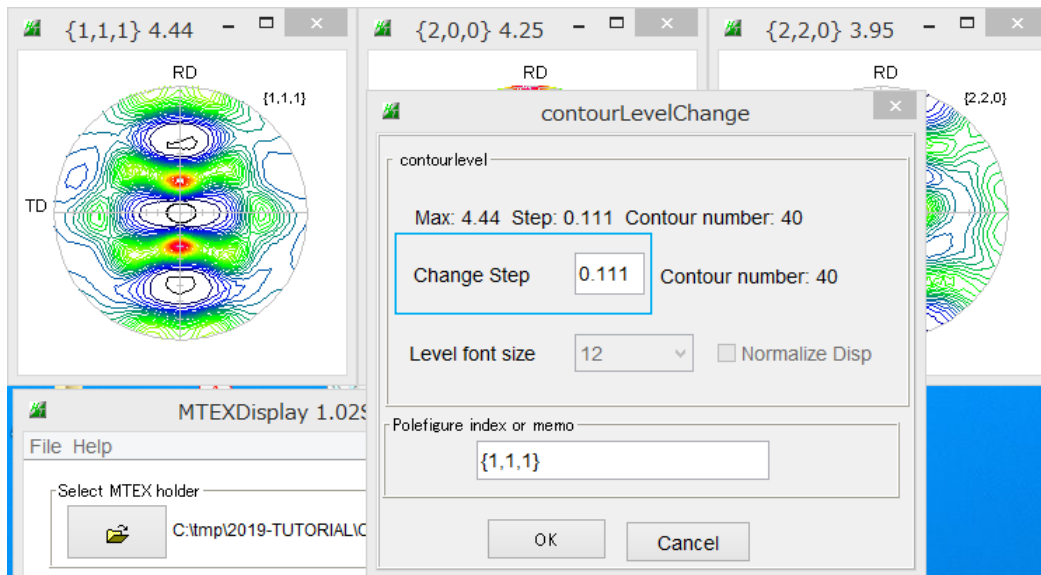 {1,1,1} 4.44
{2,0,0} 4.25
{2,2,0} 3.95
RD
{1,1,1}
TD
RD
RD
{2,2,0}
contourLevelChange
contourlevel
Max: 4.44 Step: 0.111 Contour number: 40
Change Step 0.111 Contour number: 40
Level font size 12 Normalize Disp
Polefigure index or memo
{1,1,1}
OK Cancel
MTEXDisplay 1.02S
File Help
Select MTEX holder
C:\tmp\2019-TUTORIAL\